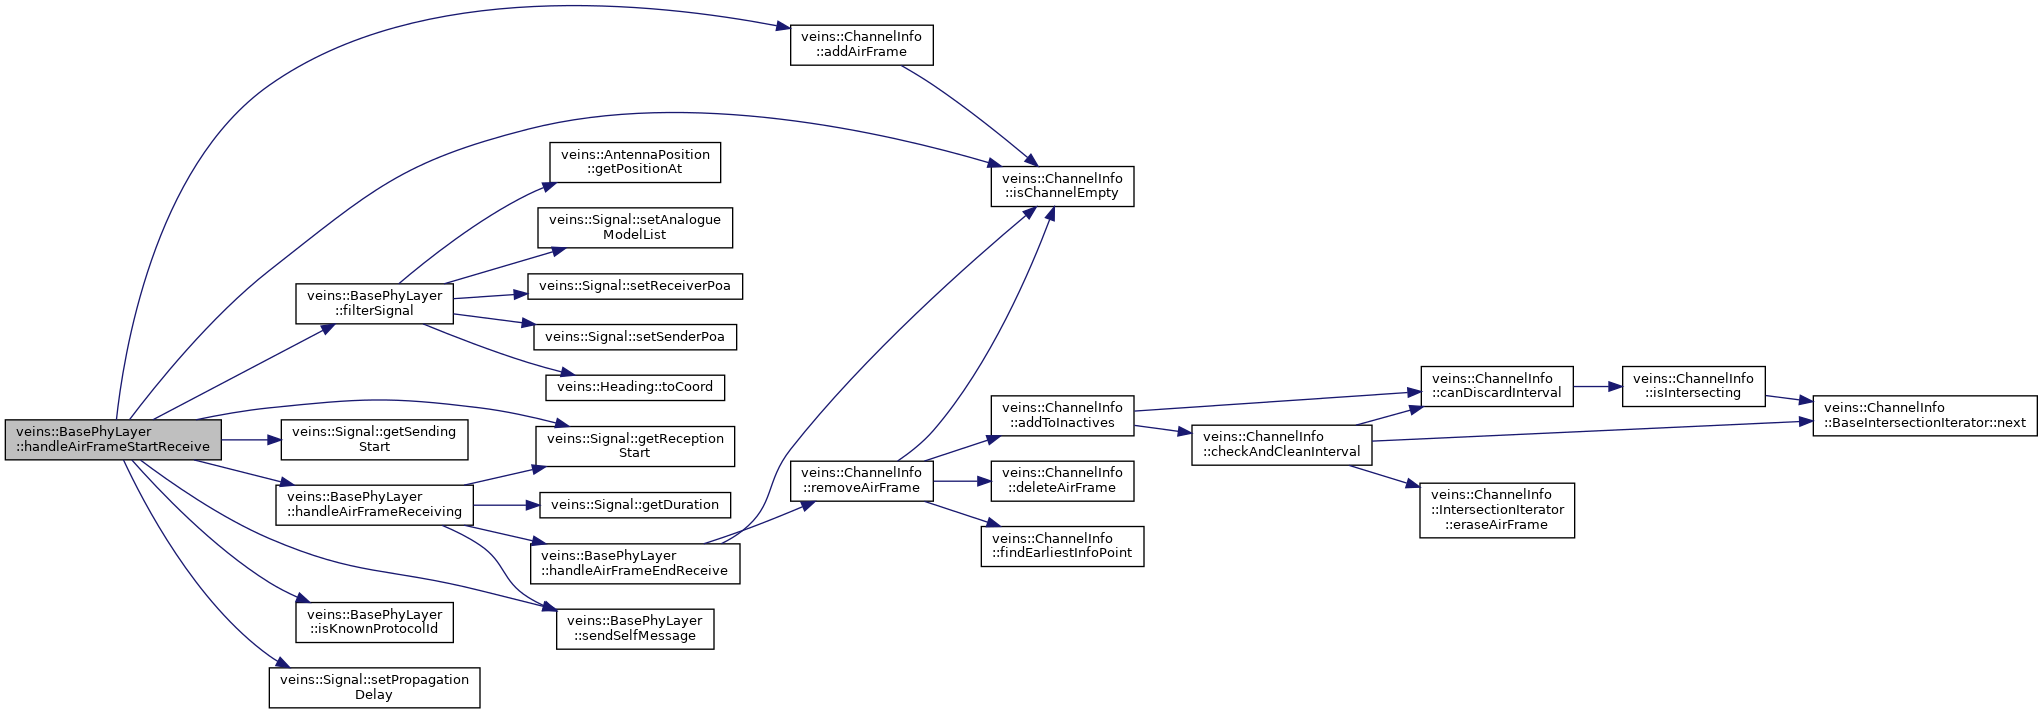 veins::BasePhyLayer
::handleAirFrameStartReceive
veins::ChannelInfo
::addAirFrame
veins::ChannelInfo
::isChannelEmpty
veins::BasePhyLayer
::filterSignal
veins::AntennaPosition
::getPositionAt
veins::Signal::setAnalogue
ModelList
veins::Signal::setReceiverPoa
veins::Signal::setSenderPoa
veins::Heading::toCoord
veins::Signal::getSending
Start
veins::Signal::getReception
Start
veins::BasePhyLayer
::handleAirFrameReceiving
veins::Signal::getDuration
veins::BasePhyLayer
::handleAirFrameEndReceive
veins::BasePhyLayer
::sendSelfMessage
veins::BasePhyLayer
::isKnownProtocolId
veins::Signal::setPropagation
Delay
veins::ChannelInfo
::removeAirFrame
veins::ChannelInfo
::addToInactives
veins::ChannelInfo
::deleteAirFrame
veins::ChannelInfo
::findEarliestInfoPoint
veins::ChannelInfo
::checkAndCleanInterval
veins::ChannelInfo
::canDiscardInterval
veins::ChannelInfo
::isIntersecting
veins::ChannelInfo
::BaseIntersectionIterator::next
veins::ChannelInfo
::IntersectionIterator
::eraseAirFrame